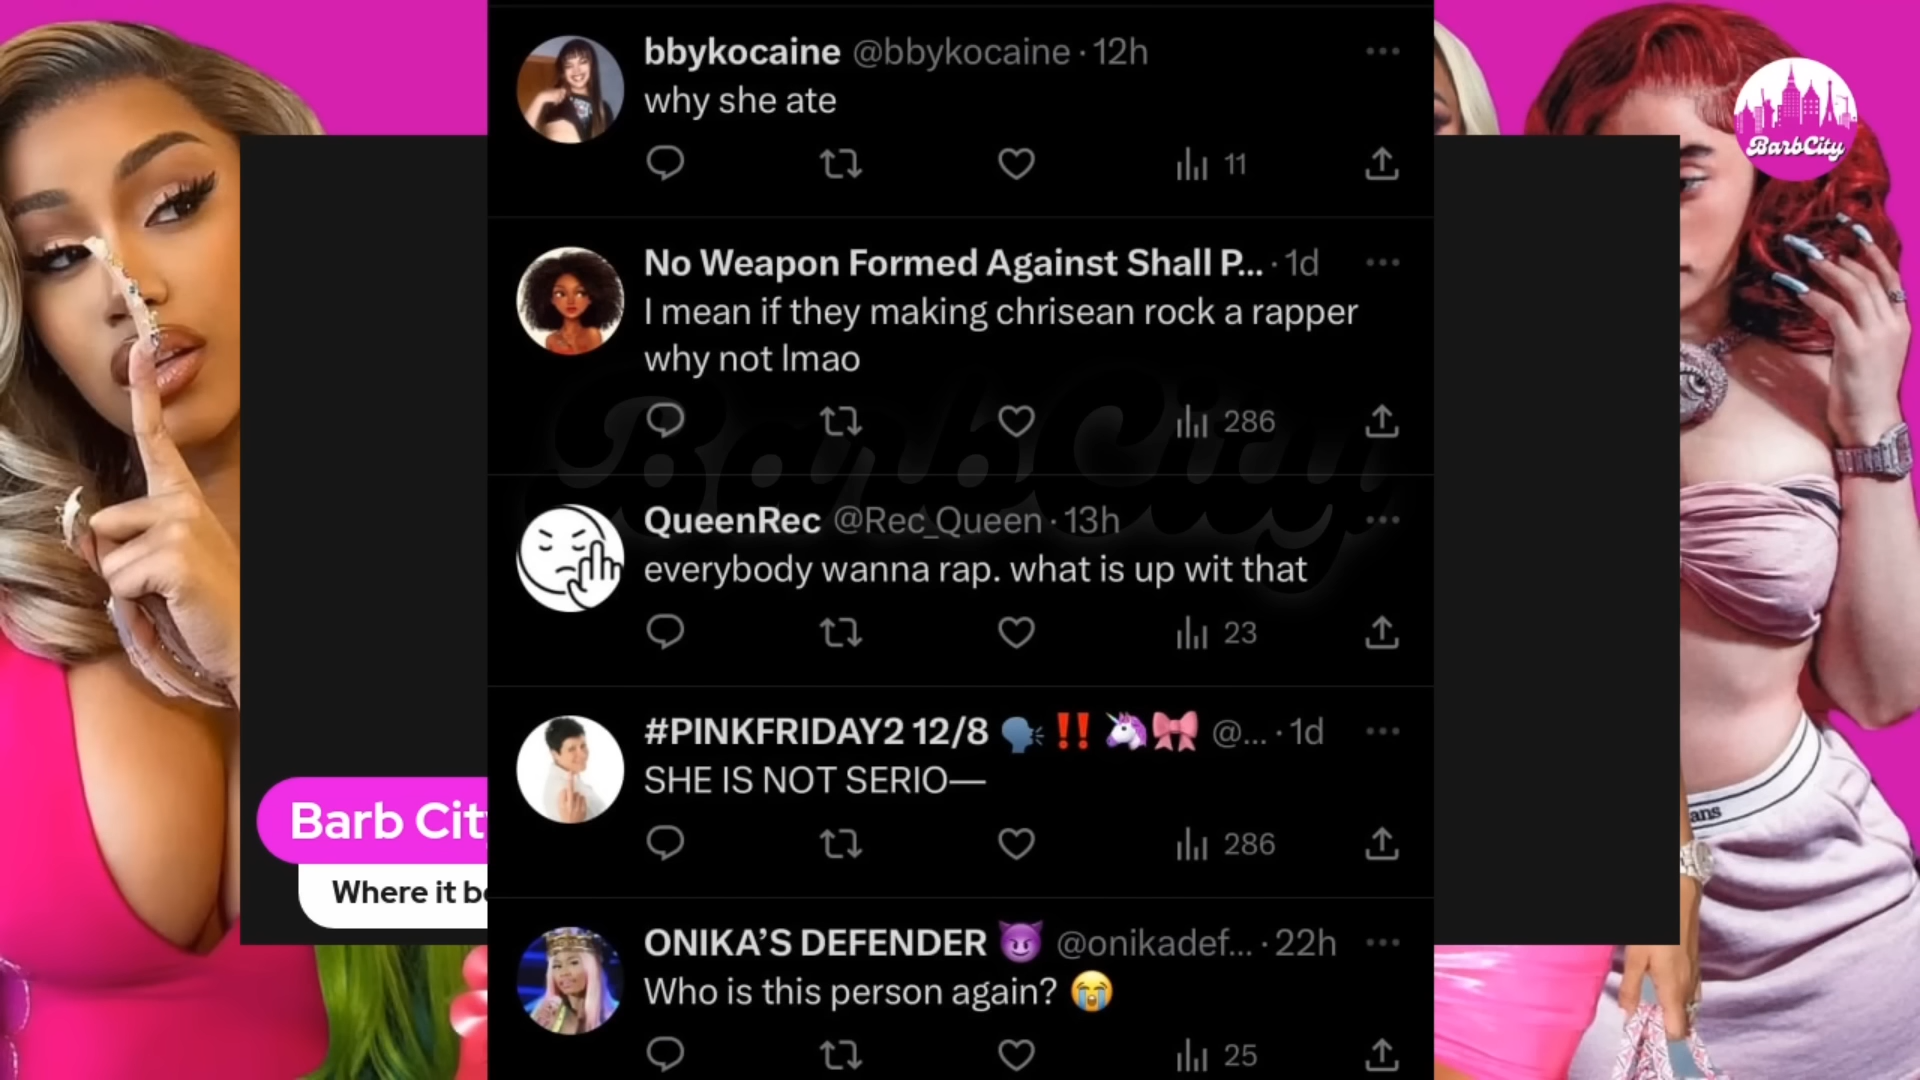 bbykocaine @bbykocaine · 12h
why she ate
11
No Weapon Formed Against Shall P... · 1d
I mean if they making chrisean rock a rapper
why not lmao
286
QueenRec @Rec_Queen · 13h
everybody wanna rap. what is up wit that
23
#PINKFRIDAY2 12/8 🗣️‼️🦄🎀 @... · 1d
SHE IS NOT SERIO—
286
ONIKA’S DEFENDER 😈 @onikadef... · 22h
Who is this person again? 😭
25
BarbCity
BarbCity
Barb Cit
Where it be
ans